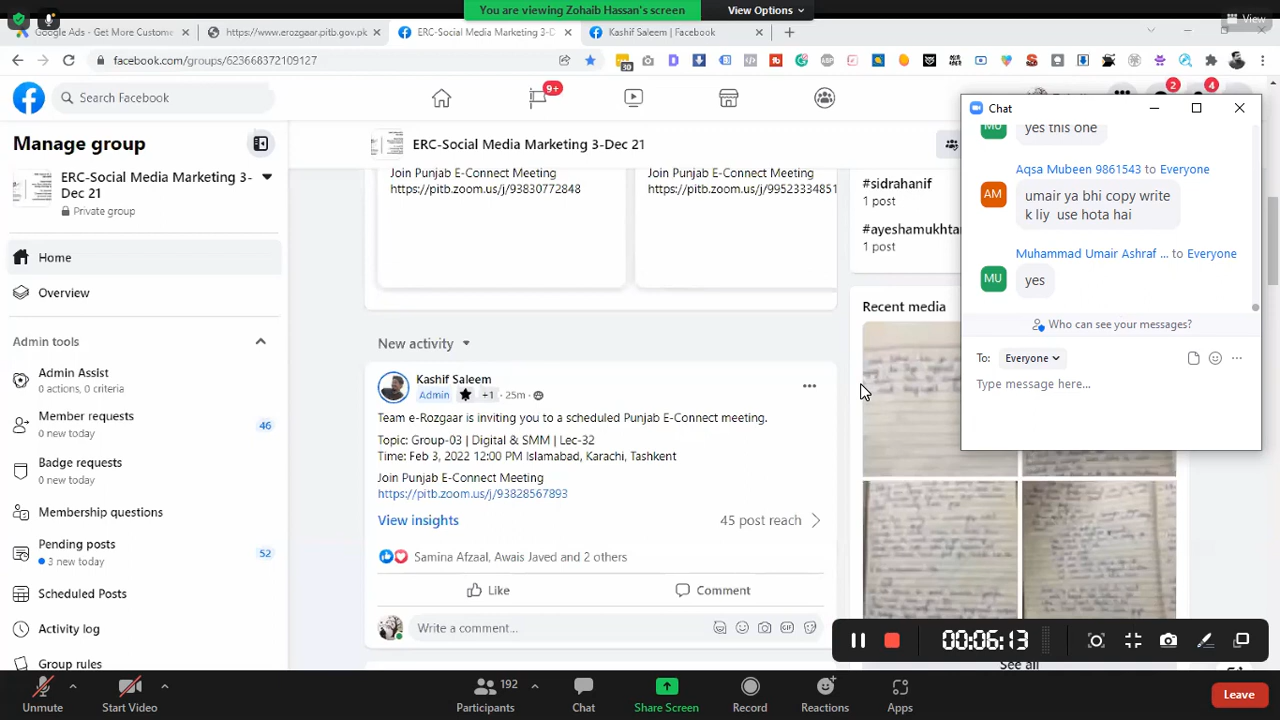 You are viewing Zohaib Hassan's screen
View Options
View
Google Ads - Get More Custome
https://www.erozgaar.pitb.gov.pk
ERC-Social Media Marketing 3-D
Kashif Saleem | Facebook
facebook.com/groups/623668372109127
30
Search Facebook
9+
2
4
Manage group
ERC-Social Media Marketing 3-
Dec 21
Private group
Home
Overview
Admin tools
Admin Assist
0 actions, 0 criteria
Member requests
0 new today
46
Badge requests
0 new today
Membership questions
Pending posts
3 new today
52
Scheduled Posts
Activity log
Group rules
ERC-Social Media Marketing 3-Dec 21
Join Punjab E-Connect Meeting
https://pitb.zoom.us/j/93830772848
Join Punjab E-Connect Meeting
https://pitb.zoom.us/j/99523334851
New activity
Kashif Saleem
Admin
+1 · 25m ·
Team e-Rozgaar is inviting you to a scheduled Punjab e-Connect meeting.
Topic: Group-03 | Digital & SMM | Lec-32
Time: Feb 3, 2022 12:00 PM Islamabad, Karachi, Tashkent
Join Punjab E-Connect Meeting
https://pitb.zoom.us/j/93828567893
View insights
45 post reach
Samina Afzaal, Awais Javed and 2 others
Like
Comment
Write a comment...
#sidrahanif
1 post
#ayeshamukhta
1 post
Recent media
See all
Chat
MU
yes this one
Aqsa Mubeen 9861543 to Everyone
AM
umair ya bhi copy write
k liy use hota hai
Muhammad Umair Ashraf ... to Everyone
MU
yes
Who can see your messages?
To:
Everyone
Type message here...
00:06:13
Unmute
Start Video
192
Participants
Chat
Share Screen
Record
Reactions
Apps
Leave